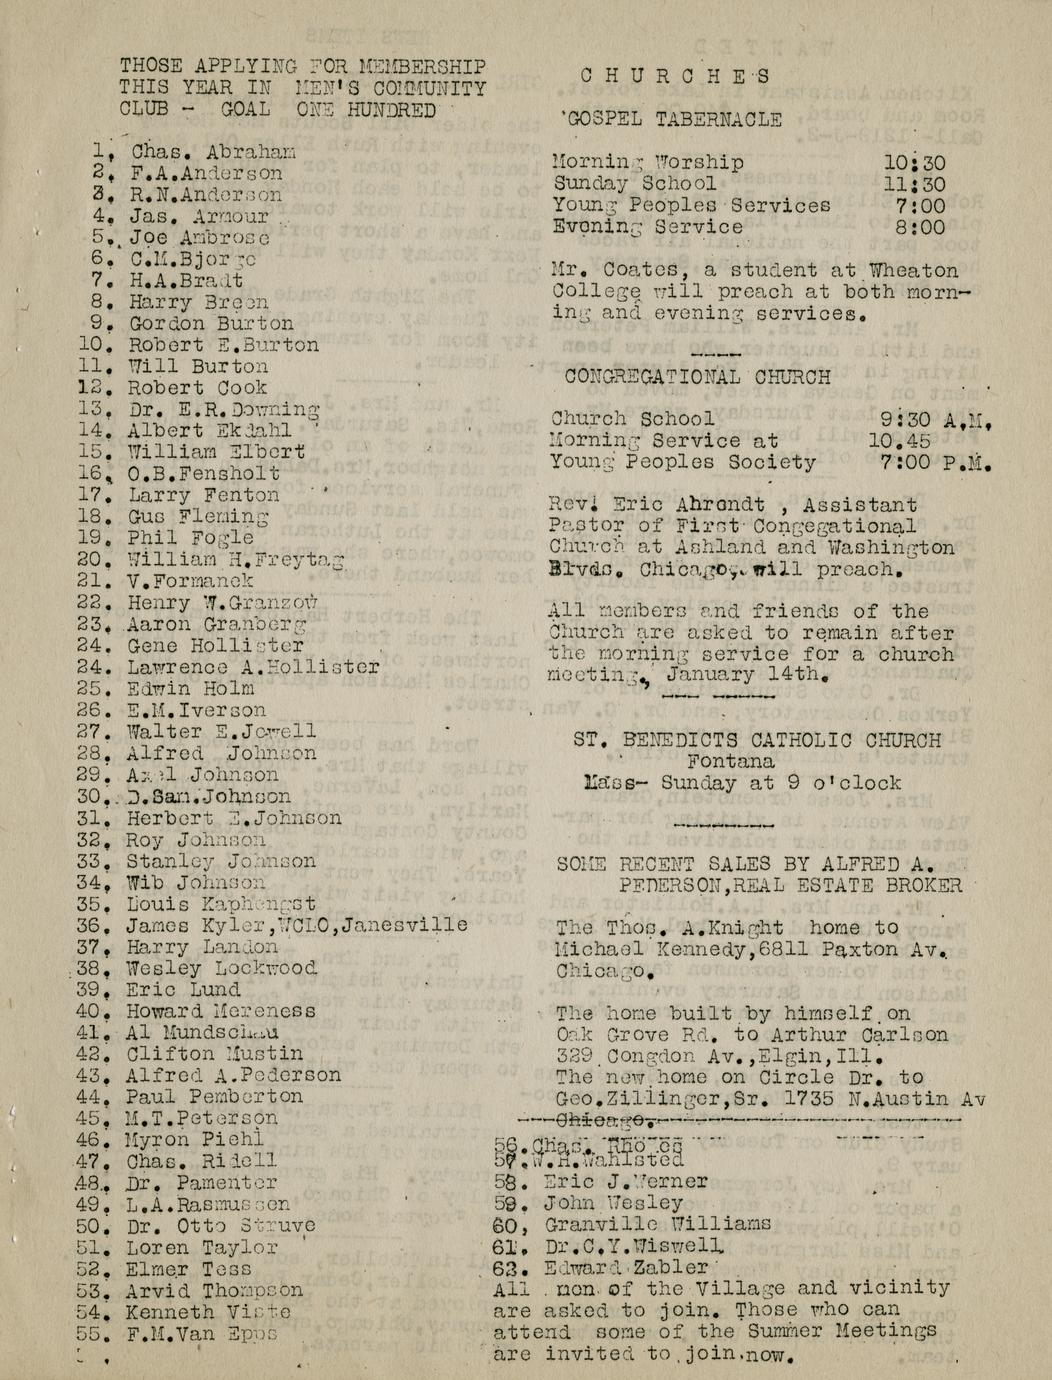 THOSE APPLYING FOR MEMBERSHIP
THIS YEAR IN MEN'S COMMUNITY
CLUB - GOAL ONE HUNDRED
1. Chas. Abraham
2. F.A.Anderson
3. R.N.Anderson
4. Jas. Armour
5. Joe Ambrose
6. C.M.Bjorge
7. H.A.Bradt
8. Harry Breen
9. Gordon Burton
10. Robert E.Burton
11. Will Burton
12. Robert Cook
13. Dr. E.R.Downing
14. Albert Ekdahl
15. William Elbert
16. O.B.Fensholt
17. Larry Fenton
18. Gus Fleming
19. Phil Fogle
20. William H.Freytag
21. V.Formanek
22. Henry W.Granzow
23. Aaron Granberg
24. Gene Hollister
24. Lawrence A.Hollister
25. Edwin Holm
26. E.M.Iverson
27. Walter E.Jewell
28. Alfred Johnson
29. Axel Johnson
30. D.Sam.Johnson
31. Herbert E.Johnson
32. Roy Johnson
33. Stanley Johnson
34. Wib Johnson
35. Louis Kaphengst
36. James Kyler,WCLO,Janesville
37. Harry Landon
38. Wesley Lockwood
39. Eric Lund
40. Howard Mereness
41. Al Mundschau
42. Clifton Mustin
43. Alfred A.Pederson
44. Paul Pemberton
45. M.T.Peterson
46. Myron Piehl
47. Chas. Ridell
48. Dr. Pamenter
49. L.A.Rasmussen
50. Dr. Otto Struve
51. Loren Taylor
52. Elmer Tess
53. Arvid Thompson
54. Kenneth Viste
55. F.M.Van Epps
CHURCHES
GOSPEL TABERNACLE
Morning Worship 10:30
Sunday School 11:30
Young Peoples Services 7:00
Evening Service 8:00
Mr. Coates, a student at Wheaton
College will preach at both morn-
ing and evening services.
CONGREGATIONAL CHURCH
Church School 9:30 A.M.
Morning Service at 10.45
Young Peoples Society 7:00 P.M.
Rev. Eric Ahrendt , Assistant
Pastor of First Congegational
Church at Ashland and Washington
Blvds. Chicago, will preach.
All members and friends of the
Church are asked to remain after
the morning service for a church
meeting, January 14th.
ST. BENEDICTS CATHOLIC CHURCH
Fontana
Mass- Sunday at 9 o'clock
SOME RECENT SALES BY ALFRED A.
PEDERSON,REAL ESTATE BROKER
The Thos. A.Knight home to
Michael Kennedy,6811 Paxton Av.
Chicago.
The home built by himself on
Oak Grove Rd. to Arthur Carlson
329 Congdon Av.,Elgin,Ill.
The new home on Circle Dr. to
Geo.Zillinger,Sr. 1735 N.Austin Av
Chicago.
56. Chas. Rhodes
57. W.H.Wahlsted
58. Eric J.Werner
59. John Wesley
60, Granville Williams
61. Dr.C.Y.Wiswell
62. Edward Zabler
All men of the Village and vicinity
are asked to join. Those who can
attend some of the Summer Meetings
are invited to join now.